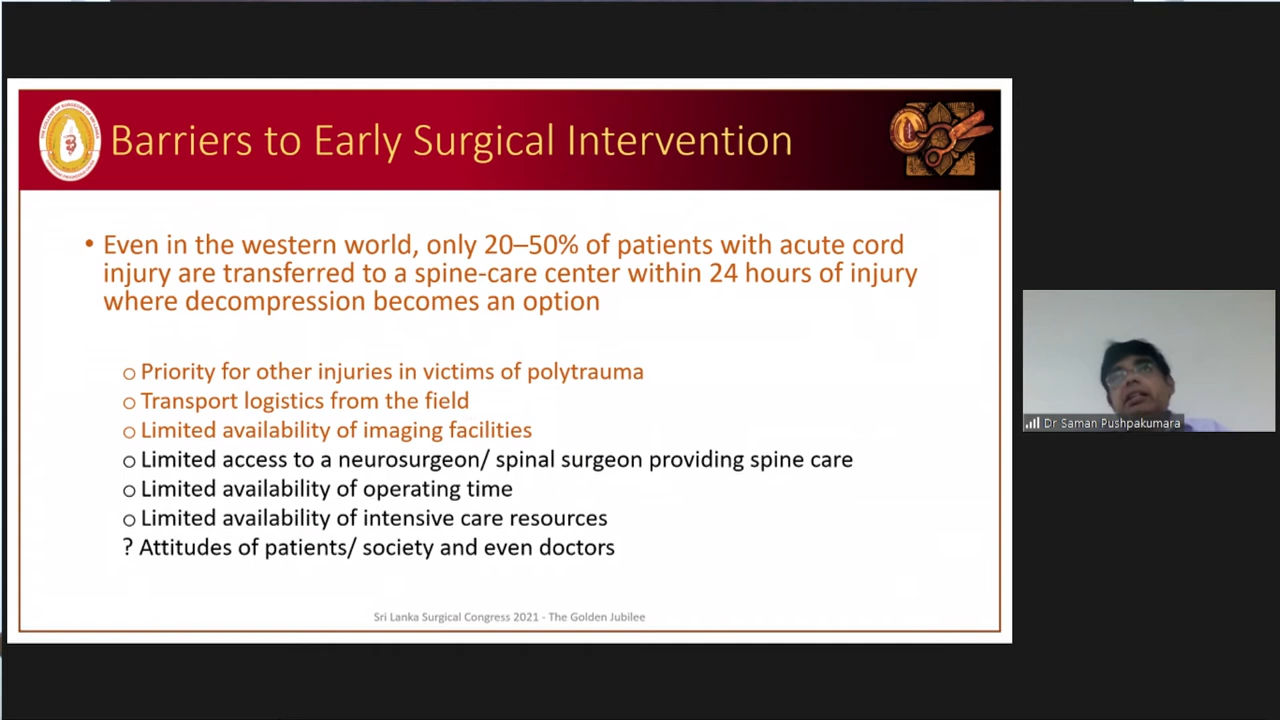 Barriers to Early Surgical Intervention
• Even in the western world, only 20–50% of patients with acute cord
injury are transferred to a spine-care center within 24 hours of injury
where decompression becomes an option
o Priority for other injuries in victims of polytrauma
o Transport logistics from the field
o Limited availability of imaging facilities
o Limited access to a neurosurgeon/ spinal surgeon providing spine care
o Limited availability of operating time
o Limited availability of intensive care resources
? Attitudes of patients/ society and even doctors
Sri Lanka Surgical Congress 2021 - The Golden Jubilee
Dr Saman Pushpakumara